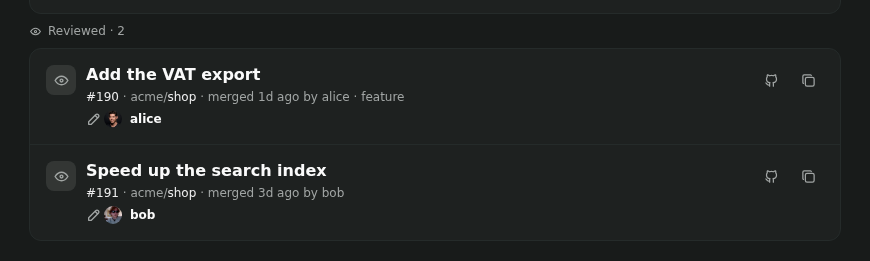 Reviewed · 2
Add the VAT export
#190 · acme/shop · merged 1d ago by alice · feature
alice
Speed up the search index
#191 · acme/shop · merged 3d ago by bob
bob